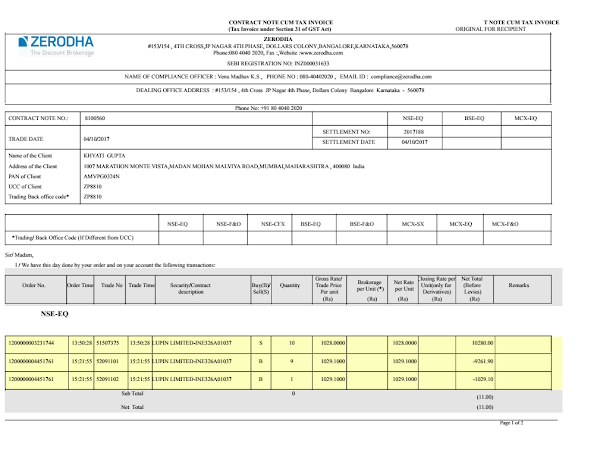 CONTRACT NOTE CUM TAX INVOICE
(Tax Invoice under Section 31 of GST Act)
T NOTE CUM TAX INVOICE
ORIGINAL FOR RECIPIENT
ZERODHA
The Discount Brokerage
ZERODHA
#153/154 , 4TH CROSS,JP NAGAR 4TH PHASE, DOLLARS COLONY,BANGALORE,KARNATAKA,560078
Phone:080 4040 2020, Fax :,Website :www.zerodha.com
SEBI REGISTRATION NO: INZ000031633
NAME OF COMPLIANCE OFFICER : Venu Madhav K.S , PHONE NO : 080-40402020 , EMAIL ID : compliance@zerodha.com
DEALING OFFICE ADDRESS : #153/154 , 4th Cross JP Nagar 4th Phase, Dollars Colony Bangalore Karnataka - 560078
Phone No: +91 80 4040 2020
CONTRACT NOTE NO.: 8100560 NSE-EQ BSE-EQ MCX-EQ
SETTLEMENT NO: 2017188
TRADE DATE 04/10/2017
SETTLEMENT DATE 04/10/2017
Name of the Client KHYATI GUPTA
Address of the Client 1007 MARATHON MONTE VISTA,MADAN MOHAN MALVIYA ROAD,MUMBAI,MAHARASHTRA , 400080 India
PAN of Client AMVPG0324N
UCC of Client ZP8810
Trading Back office code* ZP8810
NSE-EQ NSE-F&O NSE-CFX BSE-EQ BSE-F&O MCX-SX MCX-EQ MCX-F&O
*Trading/ Back Office Code (If Different from UCC)
Sir/ Madam,
I / We have this day done by your order and on your account the following transactions:
Order No. Order Time Trade No Trade Time Security/Contract description Buy(B)/ Sell(S) Quantity Gross Rate/ Trade Price Per unit (Rs) Brokerage per Unit (*) (Rs) Net Rate per Unit (Rs) Closing Rate per Unit(only for Derivatives) (Rs) Net Total (Before Levies) (Rs) Remarks
NSE-EQ
1200000003231744 13:50:28 51507375 13:50:28 LUPIN LIMITED-INE326A01037 S 10 1028.0000 1028.0000 10280.00
1200000004451761 15:21:55 52091101 15:21:55 LUPIN LIMITED-INE326A01037 B 9 1029.1000 1029.1000 -9261.90
1200000004451761 15:21:55 52091102 15:21:55 LUPIN LIMITED-INE326A01037 B 1 1029.1000 1029.1000 -1029.10
Sub Total 0 (11.00)
Net Total (11.00)
Page 1 of 2